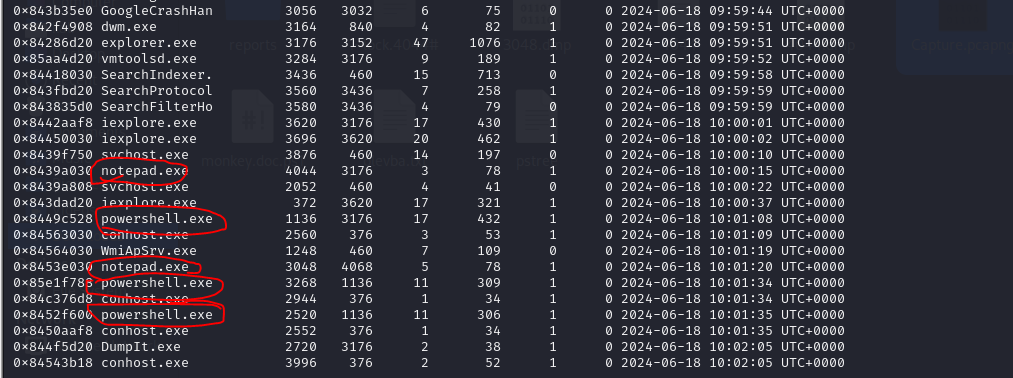 0×843b35e0 GoogleCrashHan 3056 3032 6 75 0 0 2024-06-18 09:59:44 UTC+0000
0×842f4908 dwm.exe 3164 840 4 82 1 0 2024-06-18 09:59:51 UTC+0000
0×84286d20 explorer.exe 3176 3152 47 1076 1 0 2024-06-18 09:59:51 UTC+0000
0×85aa4d20 vmtoolsd.exe 3284 3176 9 189 1 0 2024-06-18 09:59:52 UTC+0000
0×84418030 SearchIndexer. 3436 460 15 713 0 0 2024-06-18 09:59:58 UTC+0000
0×843fbd20 SearchProtocol 3560 3436 7 258 1 0 2024-06-18 09:59:59 UTC+0000
0×843835d0 SearchFilterHo 3580 3436 4 79 0 0 2024-06-18 09:59:59 UTC+0000
0×8442aaf8 iexplore.exe 3620 3176 17 430 1 0 2024-06-18 10:00:01 UTC+0000
0×84450030 iexplore.exe 3696 3620 20 462 1 0 2024-06-18 10:00:02 UTC+0000
0×8439f750 svchost.exe 3876 460 14 197 0 0 2024-06-18 10:00:10 UTC+0000
0×8439a030 notepad.exe 4044 3176 3 78 1 0 2024-06-18 10:00:15 UTC+0000
0×8439a808 svchost.exe 2052 460 4 41 0 0 2024-06-18 10:00:22 UTC+0000
0×843dad20 iexplore.exe 372 3620 17 321 1 0 2024-06-18 10:00:37 UTC+0000
0×8449c528 powershell.exe 1136 3176 17 432 1 0 2024-06-18 10:01:08 UTC+0000
0×84563030 conhost.exe 2560 376 3 53 1 0 2024-06-18 10:01:09 UTC+0000
0×84564030 WmiApSrv.exe 1248 460 7 109 0 0 2024-06-18 10:01:19 UTC+0000
0×8453e030 notepad.exe 3048 4068 5 78 1 0 2024-06-18 10:01:20 UTC+0000
0×85e1f788 powershell.exe 3268 1136 11 309 1 0 2024-06-18 10:01:34 UTC+0000
0×84c376d8 conhost.exe 2944 376 1 34 1 0 2024-06-18 10:01:34 UTC+0000
0×8452f600 powershell.exe 2520 1136 11 306 1 0 2024-06-18 10:01:35 UTC+0000
0×8450aaf8 conhost.exe 2552 376 1 34 1 0 2024-06-18 10:01:35 UTC+0000
0×844f5d20 DumpIt.exe 2720 3176 2 38 1 0 2024-06-18 10:02:05 UTC+0000
0×84543b18 conhost.exe 3996 376 2 52 1 0 2024-06-18 10:02:05 UTC+0000